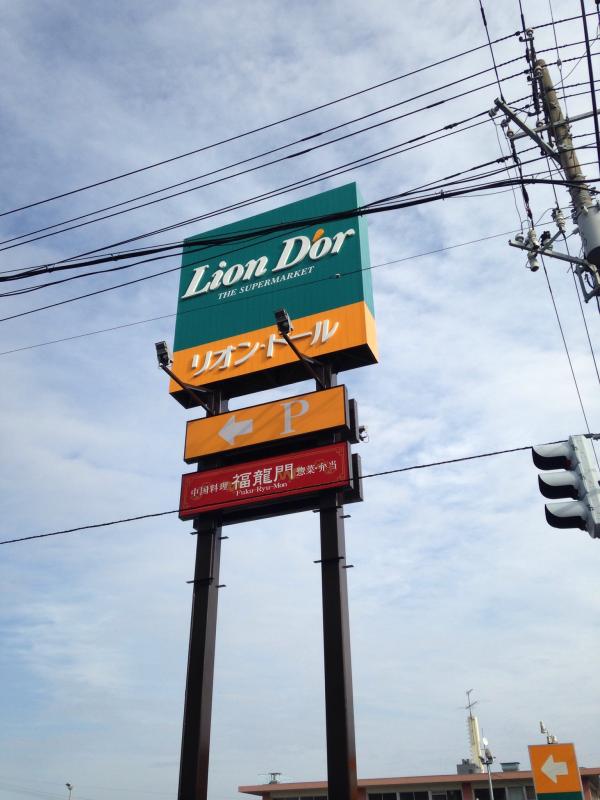 Lion D'or
THE SUPERMARKET
リオン・ドール
P
中国料理 福龍門 惣菜・弁当
Fuku-Ryu-Mon